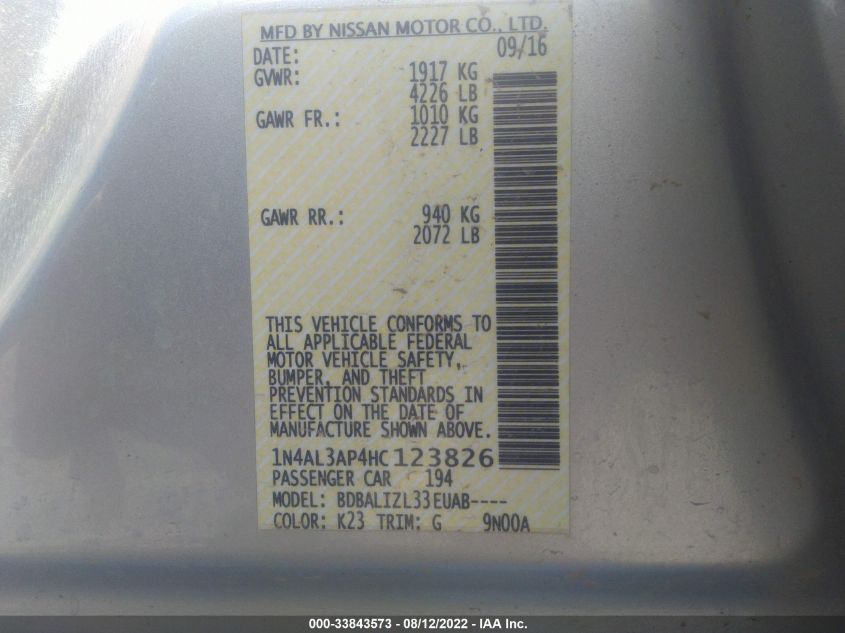 MFD BY NISSAN MOTOR CO., LTD.
DATE: 09/16
GVWR: 1917 KG
4226 LB
GAWR FR.: 1010 KG
2227 LB
GAWR RR.: 940 KG
2072 LB
THIS VEHICLE CONFORMS TO
ALL APPLICABLE FEDERAL
MOTOR VEHICLE SAFETY,
BUMPER, AND THEFT
PREVENTION STANDARDS IN
EFFECT ON THE DATE OF
MANUFACTURE SHOWN ABOVE.
1N4AL3AP4HC123826
PASSENGER CAR 194
MODEL: BDBALIZL33EUAB----
COLOR: K23 TRIM: G 9N00A
000-33843573 - 08/12/2022 - IAA Inc.